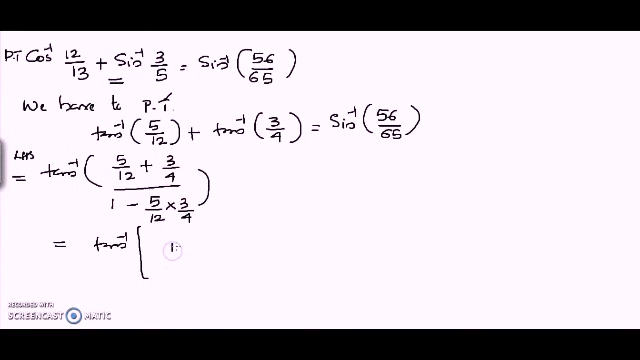 P.T Cos⁻¹ 12/13 + Sin⁻¹ 3/5 = Sin⁻¹ (56/65)
We have to P.T.
tan⁻¹ (5/12) + tan⁻¹ (3/4) = Sin⁻¹ (56/65)
LHS
= tan⁻¹ ( (5/12 + 3/4) / (1 − 5/12 × 3/4) )
= tan⁻¹ [ 1
RECORDED WITH
SCREENCAST MATIC